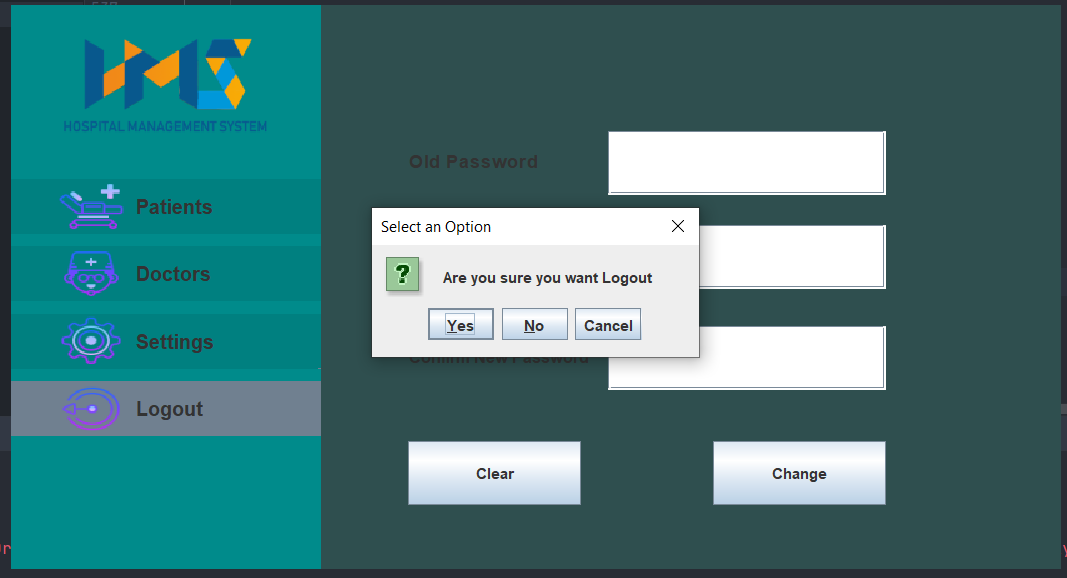 HMS
HOSPITAL MANAGEMENT SYSTEM
Patients
Doctors
Settings
Logout
Old Password
Select an Option
Are you sure you want Logout
Yes
No
Cancel
Confirm New Password
Clear
Change